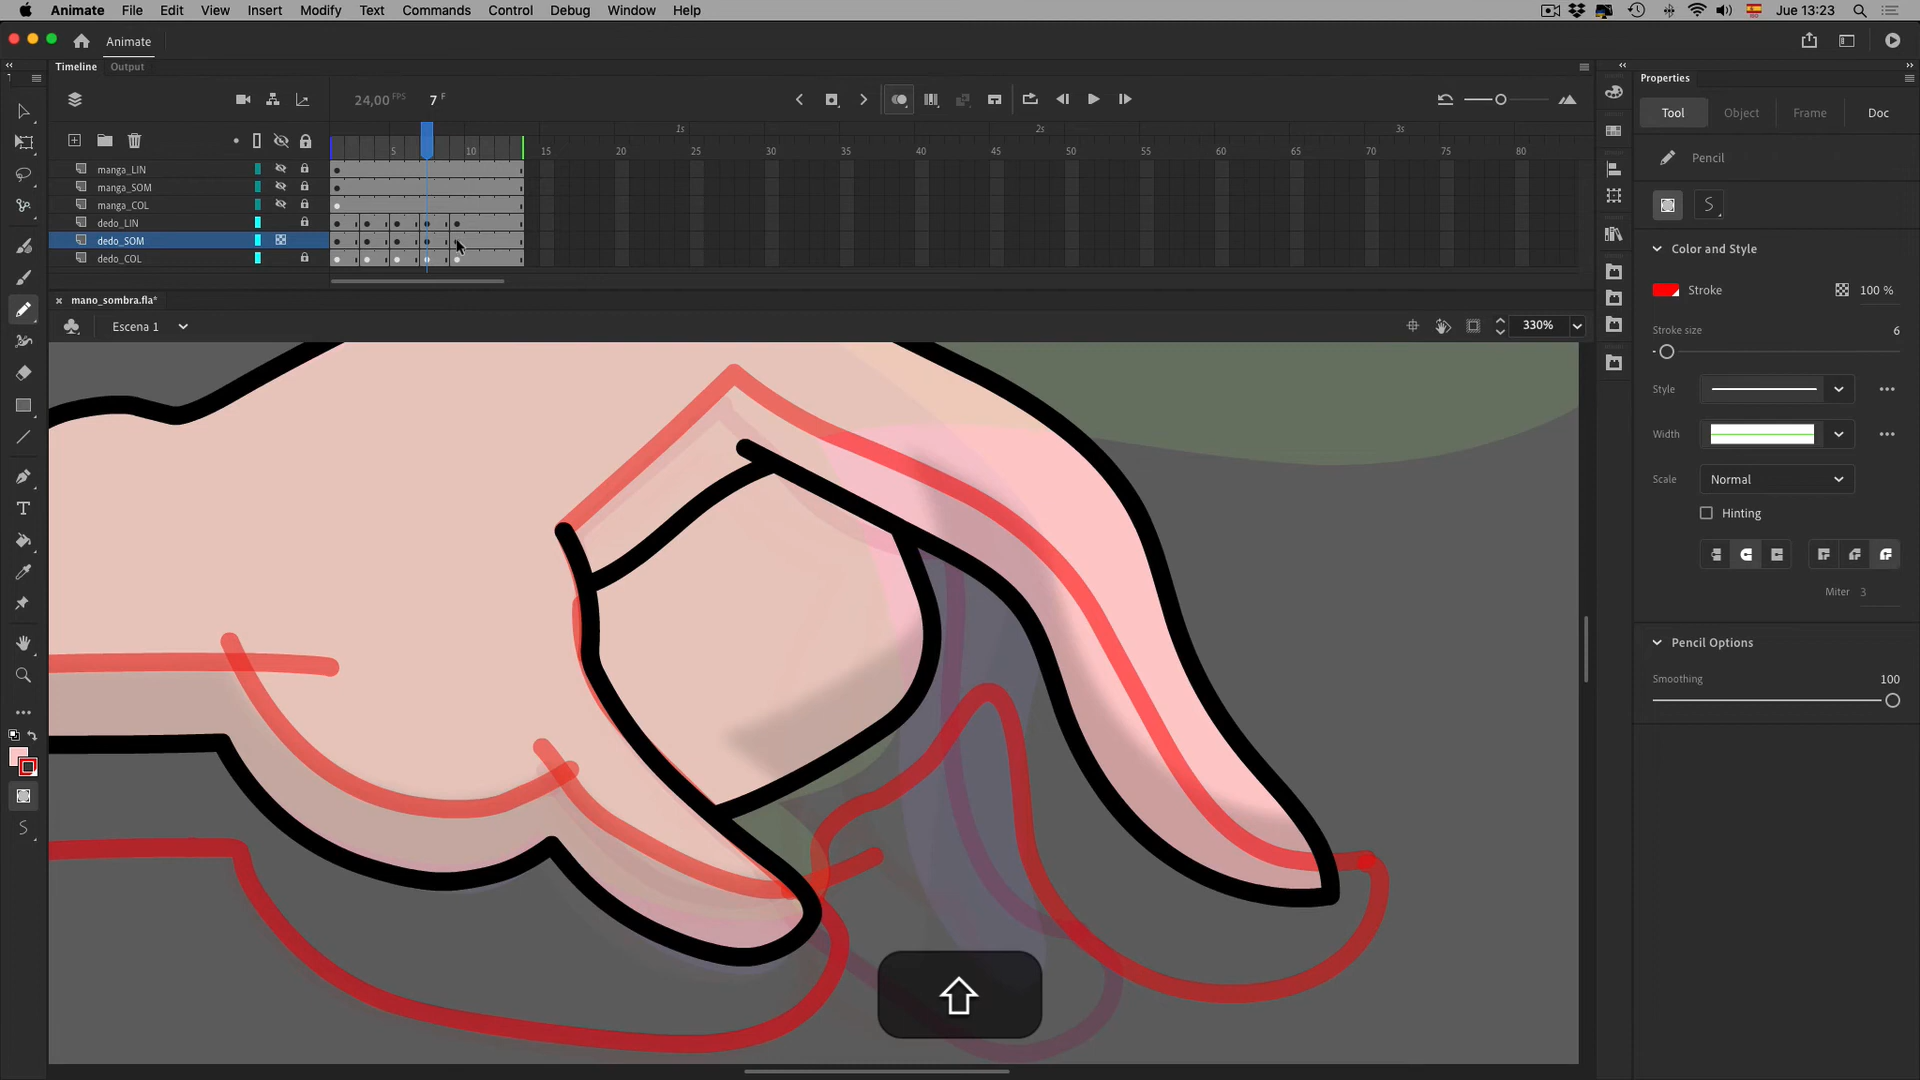 Animate File Edit View Insert Modify Text Commands Control Debug Window Help Jue 13:23
Animate
Timeline Output
24,00 FPS 7 F
1s 2s 3s
5 10 15 20 25 30 35 40 45 50 55 60 65 70 75 80
manga_LIN
manga_SOM
manga_COL
dedo_LIN
dedo_SOM
dedo_COL
mano_sombra.fla*
Escena 1 330%
Properties
Tool Object Frame Doc
Pencil
Color and Style
Stroke 100 %
Stroke size 6
Style
Width
Scale Normal
Hinting
Miter 3
Pencil Options
Smoothing 100